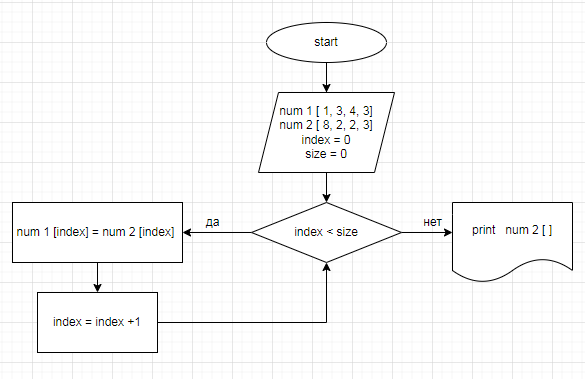 start
num 1 [ 1, 3, 4, 3]
num 2 [ 8, 2, 2, 3]
index = 0
size = 0
да
нет
num 1 [index] = num 2 [index]
index < size
print num 2 [ ]
index = index +1